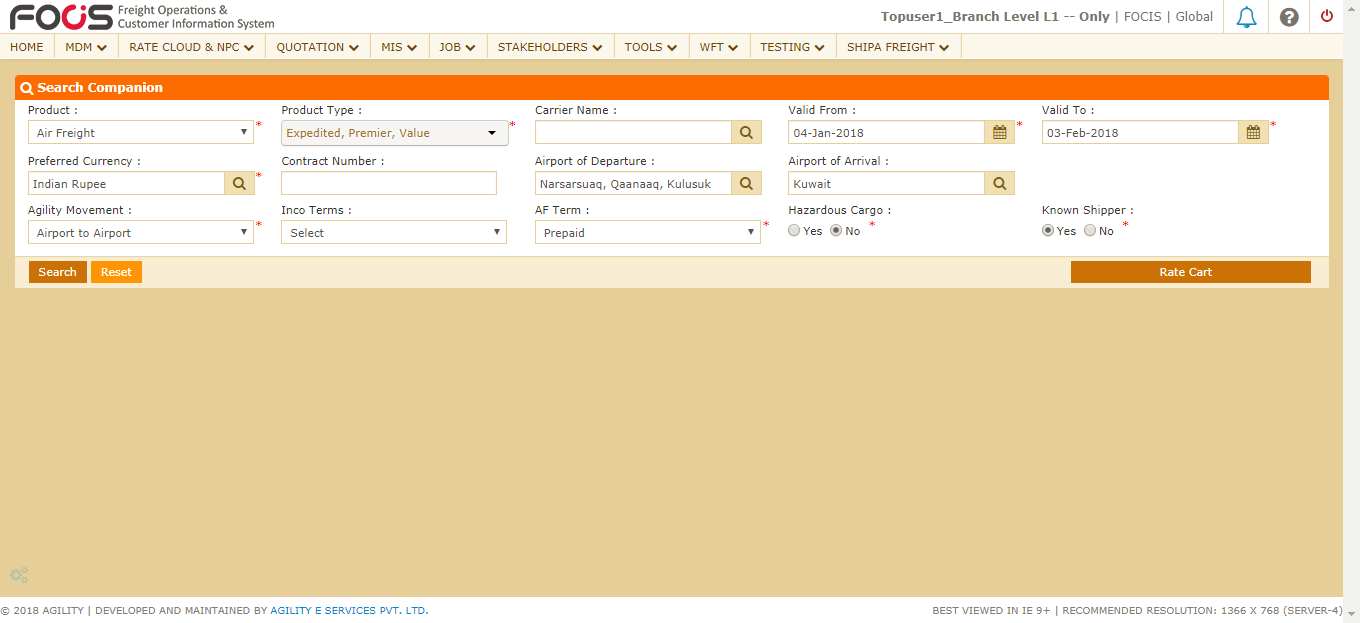 FOCiS Freight Operations &
Customer Information System
Topuser1_Branch Level L1 -- Only | FOCIS | Global
HOME MDM RATE CLOUD & NPC QUOTATION MIS JOB STAKEHOLDERS TOOLS WFT TESTING SHIPA FREIGHT
Search Companion
Product : Product Type : Carrier Name : Valid From : Valid To :
Air Freight * Expedited, Premier, Value * 04-Jan-2018 * 03-Feb-2018 *
Preferred Currency : Contract Number : Airport of Departure : Airport of Arrival :
Indian Rupee * Narsarsuaq, Qaanaaq, Kulusuk Kuwait
Agility Movement : Inco Terms : AF Term : Hazardous Cargo : Known Shipper :
Airport to Airport * Select Prepaid * Yes No * Yes No *
Search Reset Rate Cart
© 2018 AGILITY | DEVELOPED AND MAINTAINED BY AGILITY E SERVICES PVT. LTD. BEST VIEWED IN IE 9+ | RECOMMENDED RESOLUTION: 1366 X 768 (SERVER-4)